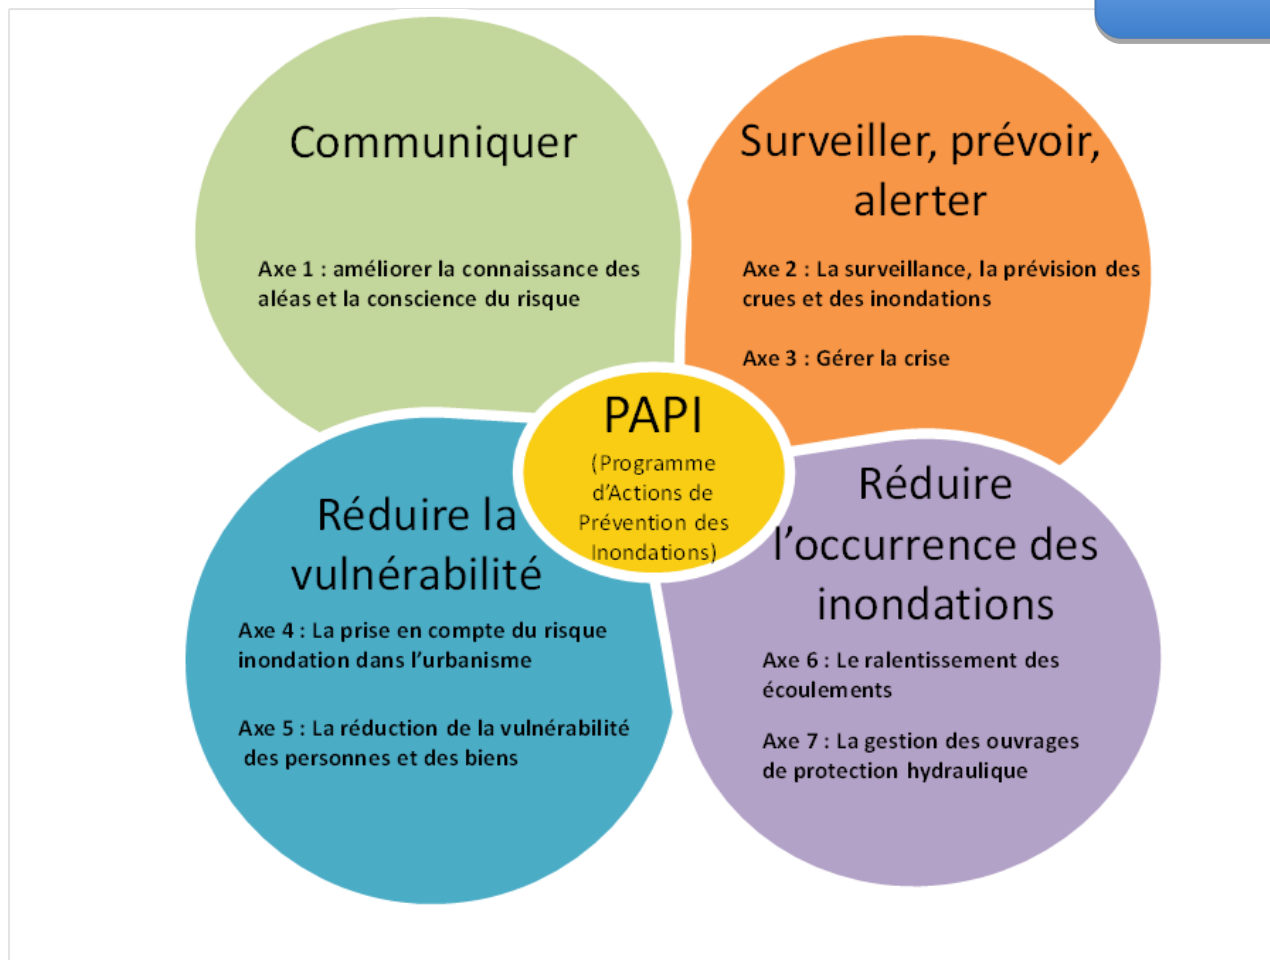 Communiquer
Axe 1 : améliorer la connaissance des
aléas et la conscience du risque
Surveiller, prévoir,
alerter
Axe 2 : La surveillance, la prévision des
crues et des inondations
Axe 3 : Gérer la crise
PAPI
(Programme
d'Actions de
Prévention des
Inondations)
Réduire la
vulnérabilité
Axe 4 : La prise en compte du risque
inondation dans l'urbanisme
Axe 5 : La réduction de la vulnérabilité
des personnes et des biens
Réduire
l'occurrence des
inondations
Axe 6 : Le ralentissement des
écoulements
Axe 7 : La gestion des ouvrages
de protection hydraulique